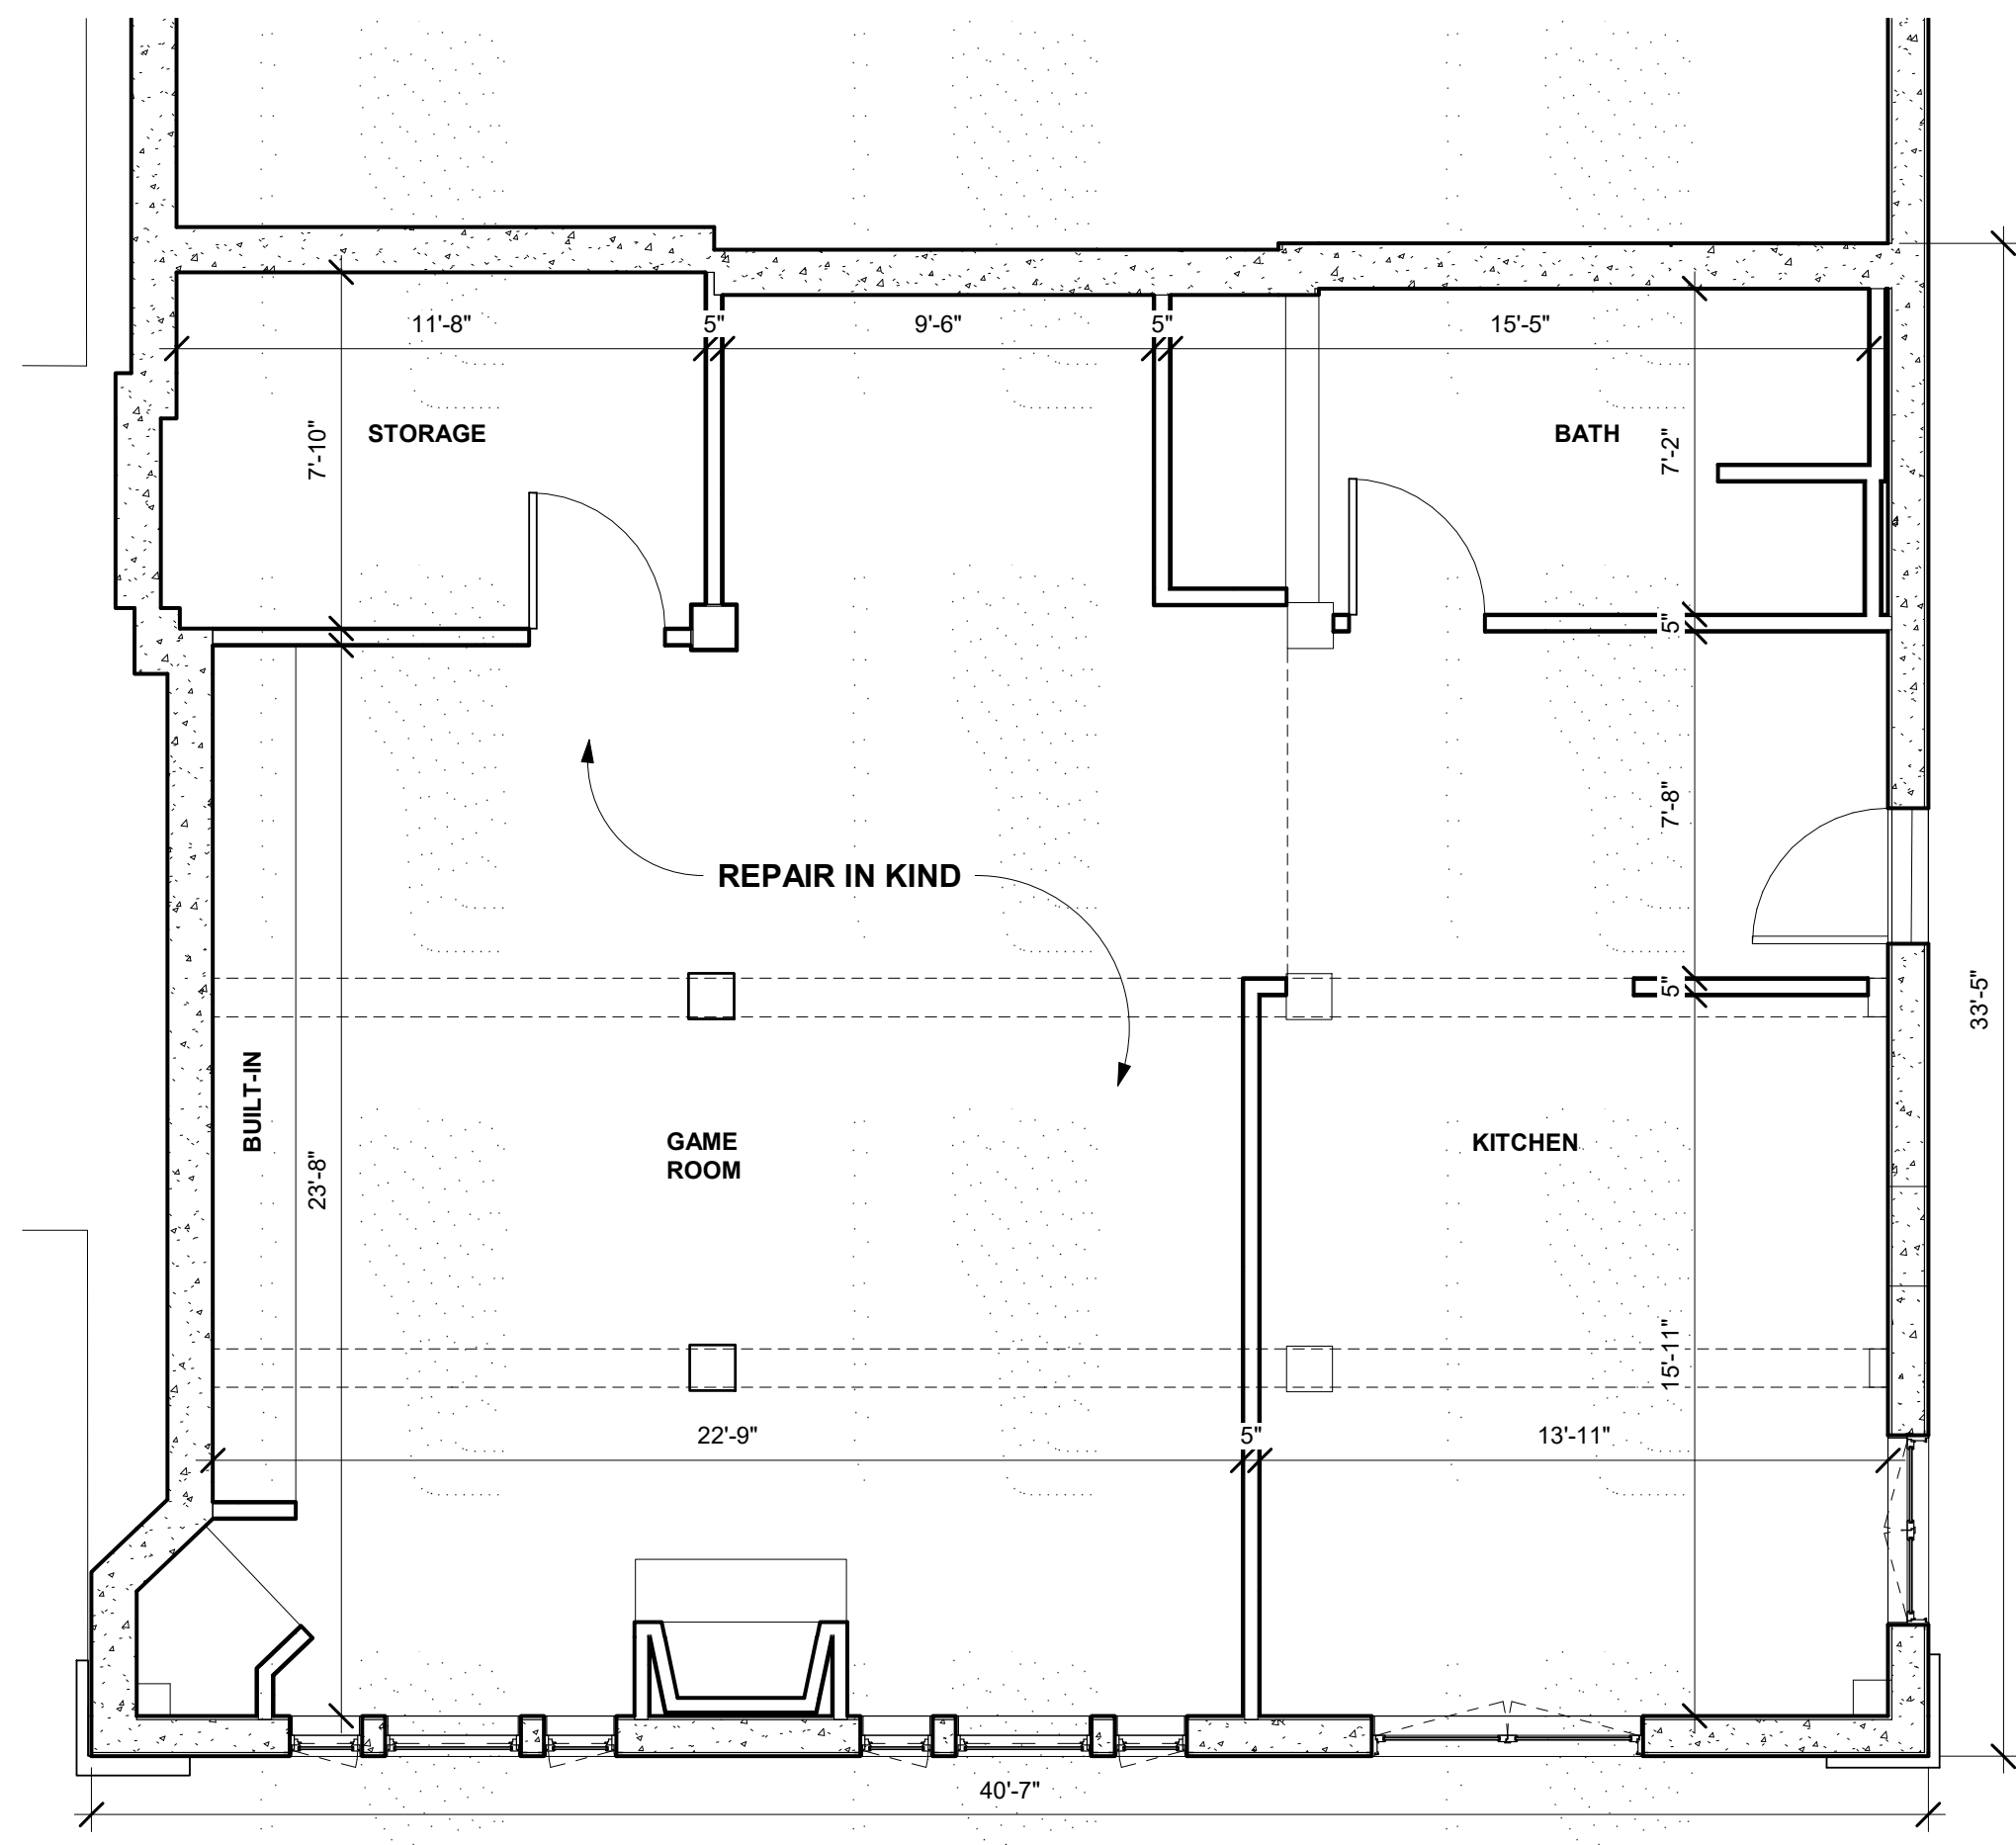 11'-8"
5"
9'-6"
5"
15'-5"
STORAGE
7'-10"
BATH
7'-2"
5"
7'-8"
REPAIR IN KIND
5"
33'-5"
BUILT-IN
23'-8"
GAME
ROOM
KITCHEN
15'-11"
22'-9"
5"
13'-11"
40'-7"